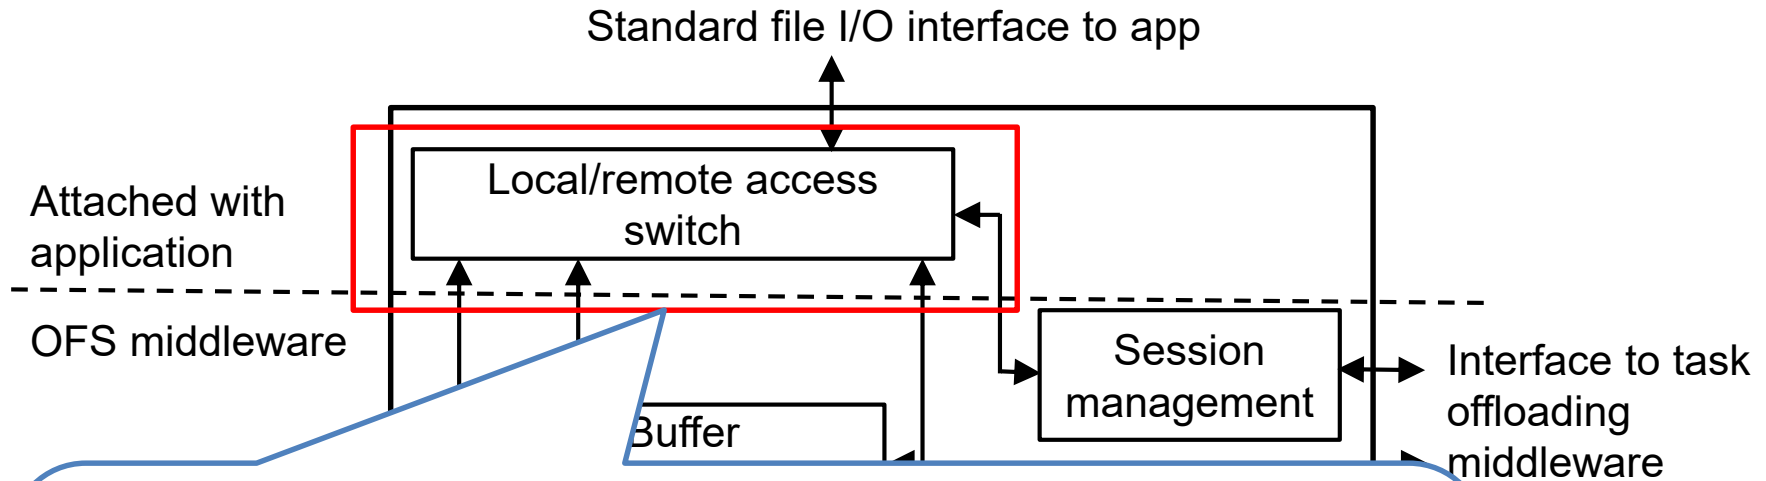 Standard file I/O interface to app
Local/remote access
switch
Attached with
application
OFS middleware
Session
management
Interface to task
offloading
middleware
Buffer